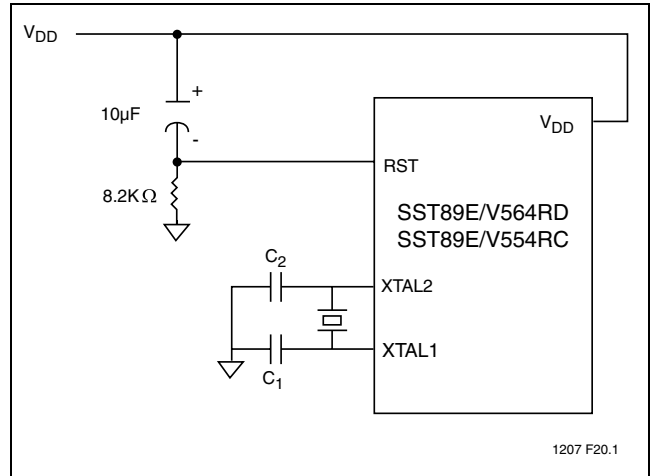 VDD
+
10µF
-
VDD
RST
8.2KΩ
SST89E/V564RD
SST89E/V554RC
C2
XTAL2
XTAL1
C1
1207 F20.1